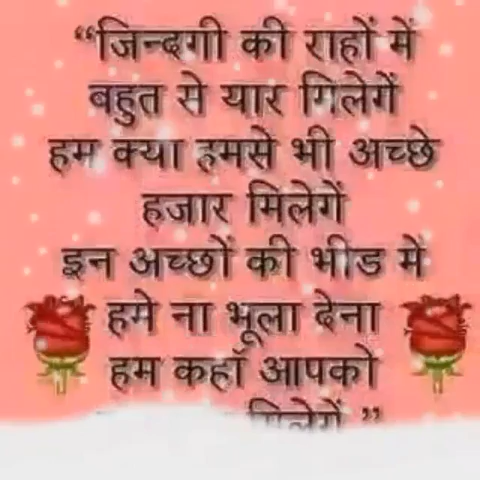 “जिन्दगी की राहों में
बहुत से यार मिलेगें
हम क्या हमसे भी अच्छे
हजार मिलेगें
इन अच्छों की भीड में
हमे ना भूला देना
हम कहाँ आपको
मिलेगें ”